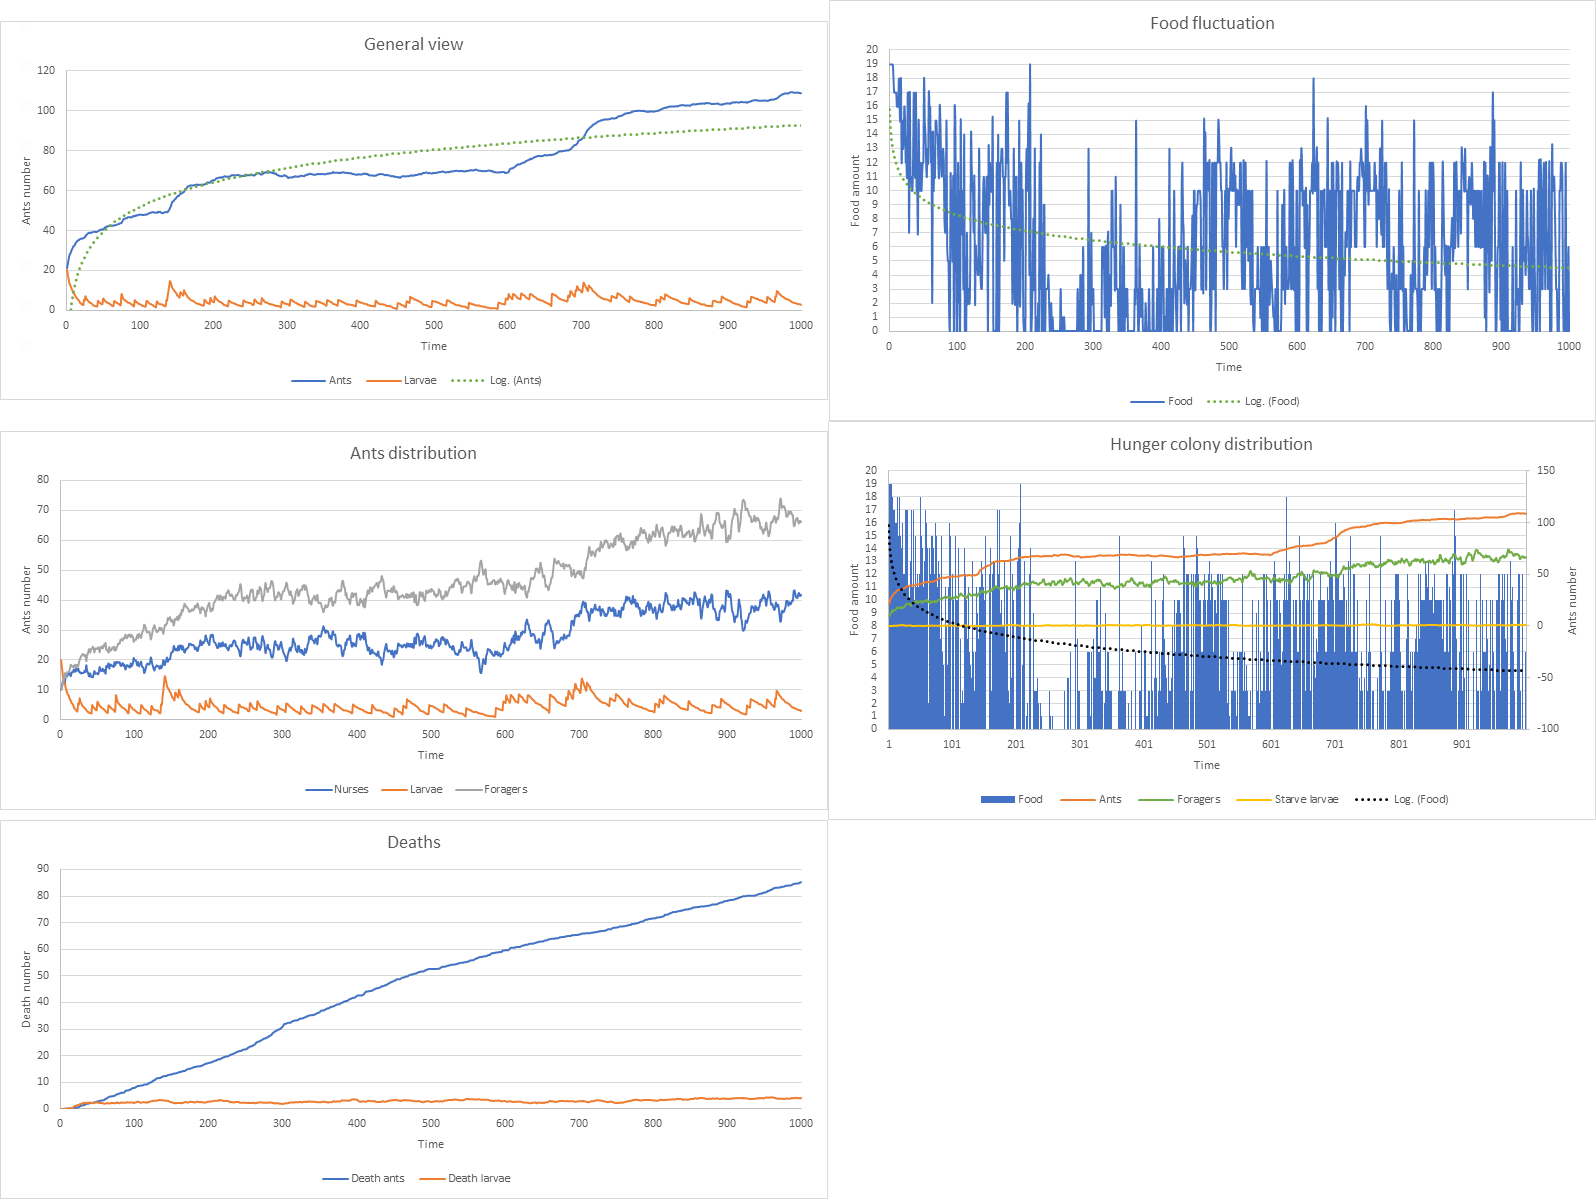 General view
120
100
80
60
40
20
0
Ants number
0 100 200 300 400 500 600 700 800 900 1000
Time
Ants Larvae Log. (Ants)
Food fluctuation
20
19
18
17
16
15
14
13
12
11
10
9
8
7
6
5
4
3
2
1
0
Food amount
0 100 200 300 400 500 600 700 800 900 1000
Time
Food Log. (Food)
Ants distribution
80
70
60
50
40
30
20
10
0
Ants number
0 100 200 300 400 500 600 700 800 900 1000
Time
Nurses Larvae Foragers
Hunger colony distribution
20
19
18
17
16
15
14
13
12
11
10
9
8
7
6
5
4
3
2
1
0
Food amount
150
100
50
0
-50
-100
Ants number
1 101 201 301 401 501 601 701 801 901
Time
Food Ants Foragers Starve larvae Log. (Food)
Deaths
90
80
70
60
50
40
30
20
10
0
Death number
0 100 200 300 400 500 600 700 800 900 1000
Time
Death ants Death larvae